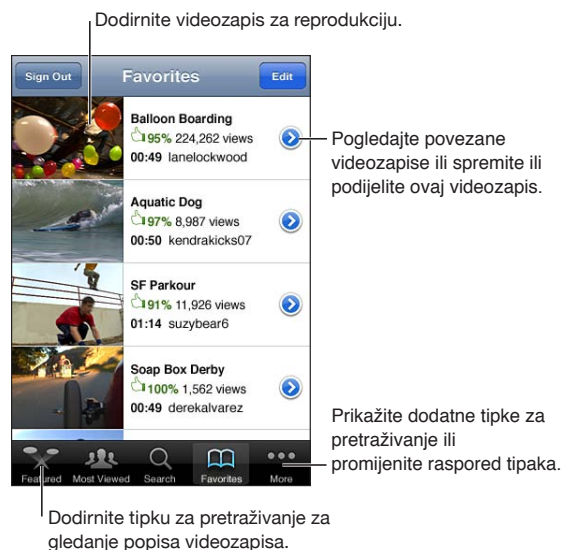 Dodirnite videozapis za reprodukciju.
Sign Out
Favorites
Edit
Balloon Boarding
95% 224,262 views
00:49 lanelockwood
Pogledajte povezane
videozapise ili spremite ili
podijelite ovaj videozapis.
Aquatic Dog
97% 8,987 views
00:50 kendrakicks07
SF Parkour
91% 11,926 views
01:14 suzybear6
Soap Box Derby
100% 1,562 views
00:49 derekalvarez
Prikažite dodatne tipke za
pretraživanje ili
promijenite raspored tipaka.
Featured
Most Viewed
Search
Favorites
More
Dodirnite tipku za pretraživanje za
gledanje popisa videozapisa.